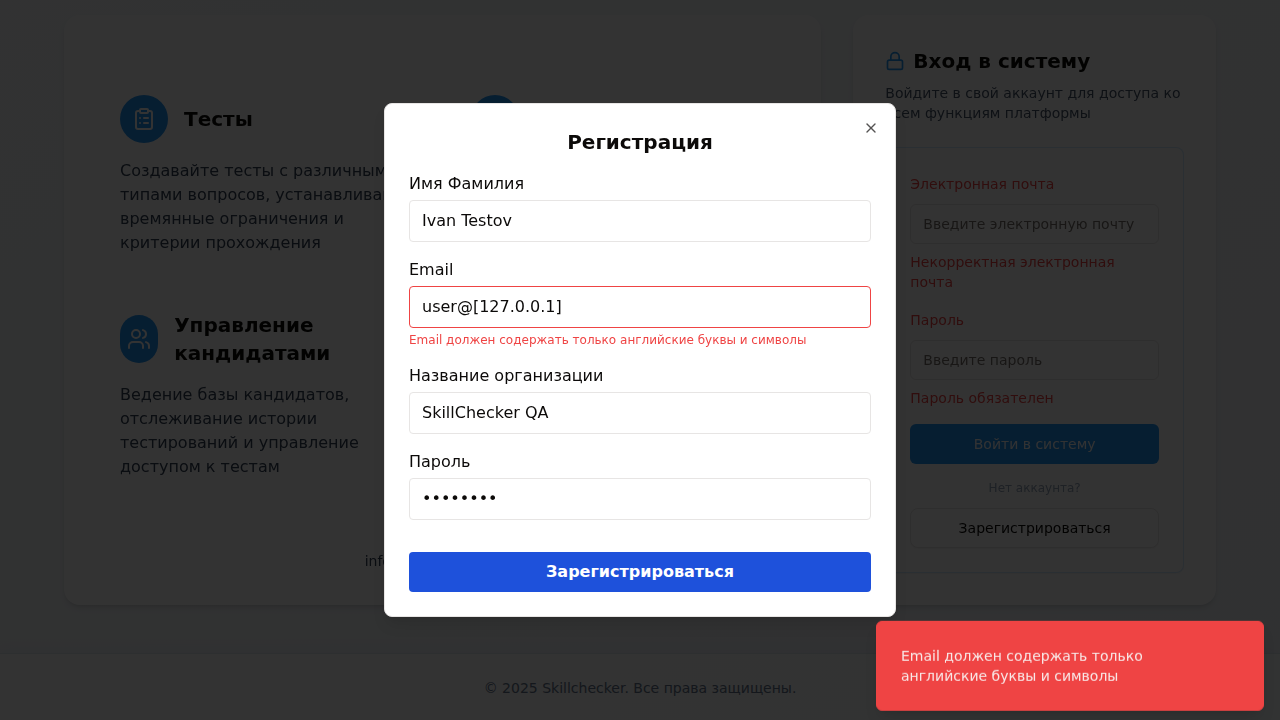 Тесты
Создавайте тесты с различным
типами вопросов, устанавлива
времянные ограничения и
критерии прохождения
Управление
кандидатами
Ведение базы кандидатов,
отслеживание истории
тестирований и управление
доступом к тестам
Регистрация
Имя Фамилия
Ivan Testov
Email
user@[127.0.0.1]
Email должен содержать только английские буквы и символы
Название организации
SkillChecker QA
Пароль
••••••••
Зарегистрироваться
Вход в систему
Войдите в свой аккаунт для доступа ко
сем функциям платформы
Электронная почта
Введите электронную почту
Некорректная электронная
почта
Пароль
Введите пароль
Пароль обязателен
Войти в систему
Нет аккаунта?
Зарегистрироваться
© 2025 Skillchecker. Все права защищены.
Email должен содержать только
английские буквы и символы